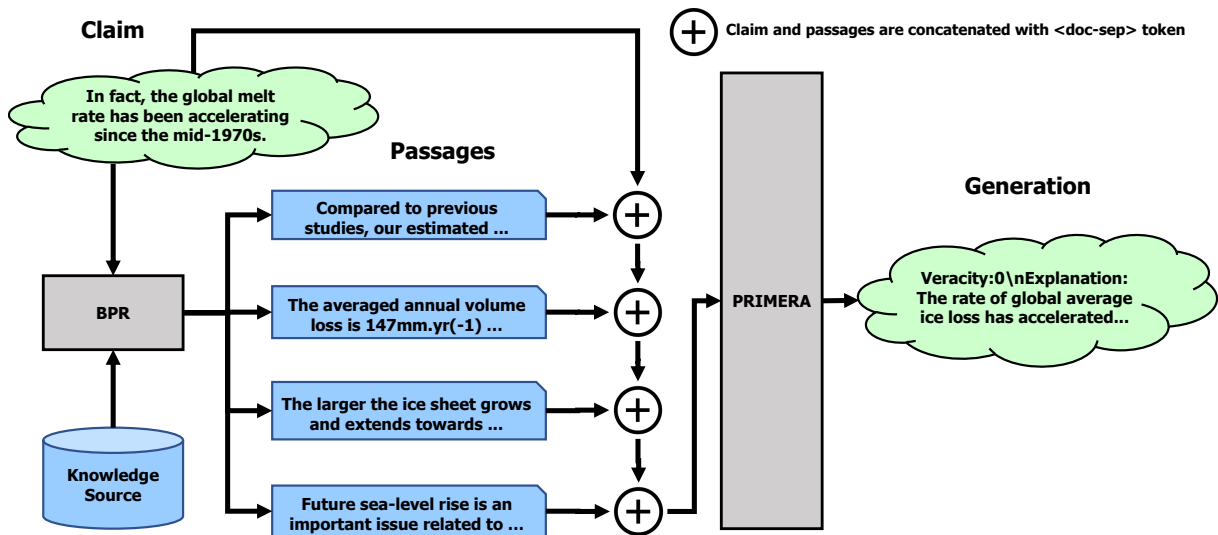 Claim
Claim and passages are concatenated with <doc-sep> token
In fact, the global melt
rate has been accelerating
since the mid-1970s.
Passages
Generation
Compared to previous
studies, our estimated ...
BPR
The averaged annual volume
loss is 147mm.yr(-1) ...
PRIMERA
Veracity:0\nExplanation:
The rate of global average
ice loss has accelerated...
The larger the ice sheet grows
and extends towards ...
Knowledge
Source
Future sea-level rise is an
important issue related to ...